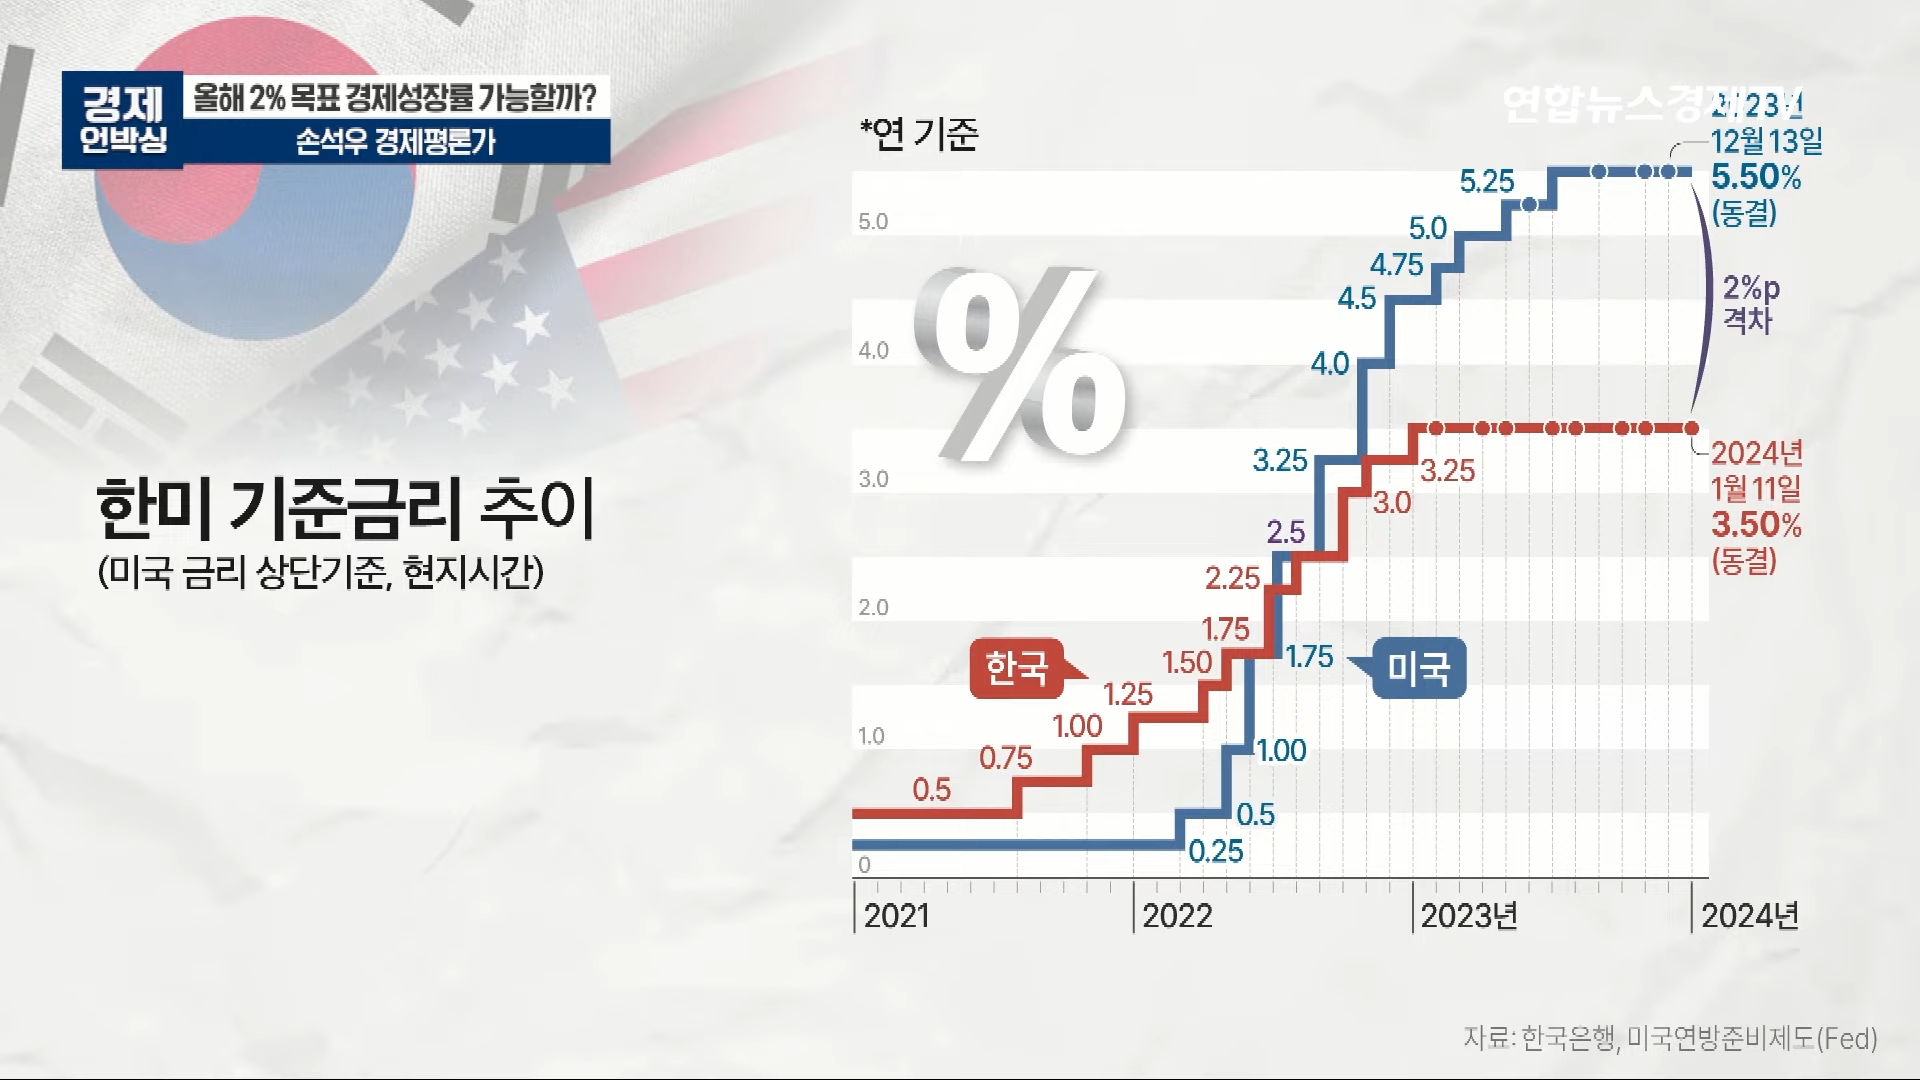 경제
언박싱
올해 2% 목표 경제성장률 가능할까?
손석우 경제평론가
연합뉴스경제TV
한미 기준금리 추이
(미국 금리 상단기준, 현지시간)
*연 기준
%
5.0
4.0
3.0
2.0
1.0
0
한국
0.5
0.75
1.00
1.25
1.50
1.75
2.25
2.5
3.0
3.25
2024년
1월 11일
3.50%
(동결)
미국
0.25
0.5
1.00
1.75
3.25
4.0
4.5
4.75
5.0
5.25
2023년
12월 13일
5.50%
(동결)
2%p
격차
2021
2022
2023년
2024년
자료: 한국은행, 미국연방준비제도(Fed)